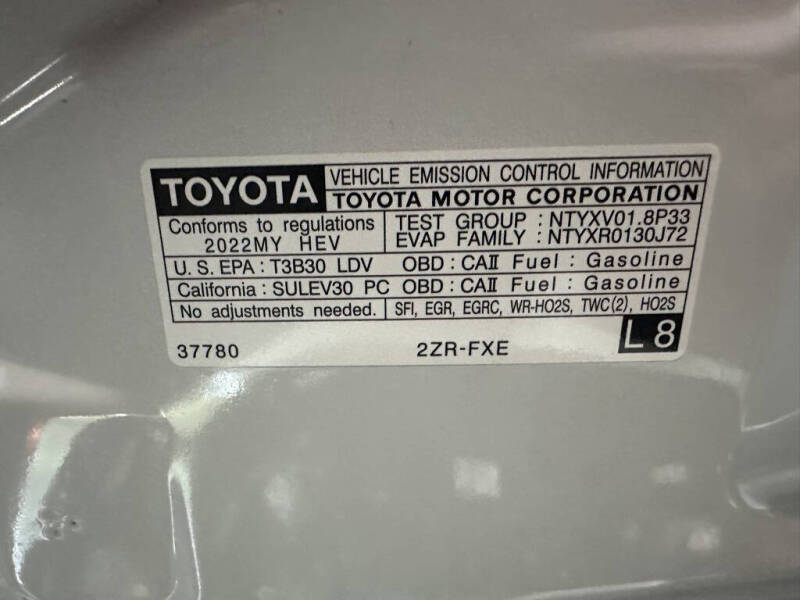 TOYOTA
VEHICLE EMISSION CONTROL INFORMATION
TOYOTA MOTOR CORPORATION
Conforms to regulations
2022MY HEV
TEST GROUP : NTYXV01.8P33
EVAP FAMILY : NTYXR0130J72
U. S. EPA : T3B30 LDV OBD : CAⅡ Fuel : Gasoline
California : SULEV30 PC OBD : CAⅡ Fuel : Gasoline
No adjustments needed. SFI, EGR, EGRC, WR-HO2S, TWC(2), HO2S
37780 2ZR-FXE L 8